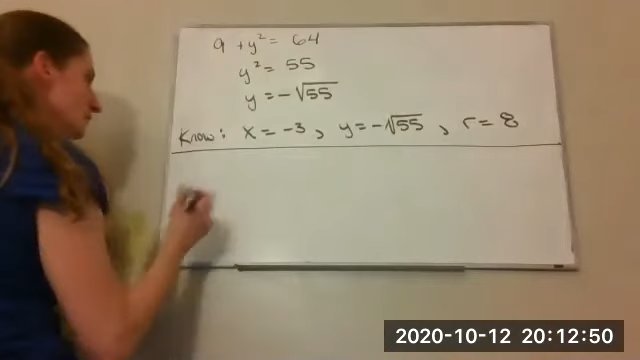 9 + y² = 64
y² = 55
y = -√55
Know: x = -3, y = -√55, r = 8
2020-10-12 20:12:50